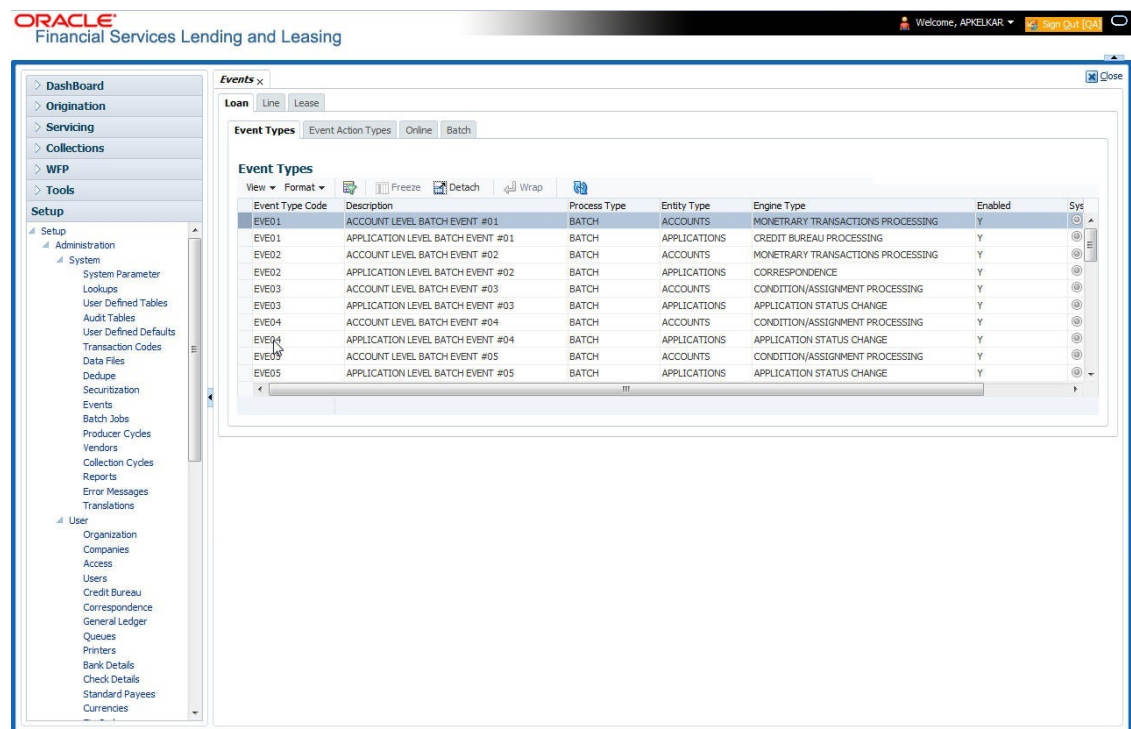 ORACLE
Financial Services Lending and Leasing
Welcome, APKELKAR
Sign Out [QA]
DashBoard
Origination
Servicing
Collections
WFP
Tools
Setup
Setup
Administration
System
System Parameter
Lookups
User Defined Tables
Audit Tables
User Defined Defaults
Transaction Codes
Data Files
Dedupe
Securitization
Events
Batch Jobs
Producer Cycles
Vendors
Collection Cycles
Reports
Error Messages
Translations
User
Organization
Companies
Access
Users
Credit Bureau
Correspondence
General Ledger
Queues
Printers
Bank Details
Check Details
Standard Payees
Currencies
Events x
Close
Loan Line Lease
Event Types Event Action Types Online Batch
Event Types
View Format Freeze Detach Wrap
Event Type Code Description Process Type Entity Type Engine Type Enabled Sys
EVE01 ACCOUNT LEVEL BATCH EVENT #01 BATCH ACCOUNTS MONETRARY TRANSACTIONS PROCESSING Y
EVE01 APPLICATION LEVEL BATCH EVENT #01 BATCH APPLICATIONS CREDIT BUREAU PROCESSING Y
EVE02 ACCOUNT LEVEL BATCH EVENT #02 BATCH ACCOUNTS MONETRARY TRANSACTIONS PROCESSING Y
EVE02 APPLICATION LEVEL BATCH EVENT #02 BATCH APPLICATIONS CORRESPONDENCE Y
EVE03 ACCOUNT LEVEL BATCH EVENT #03 BATCH ACCOUNTS CONDITION/ASSIGNMENT PROCESSING Y
EVE03 APPLICATION LEVEL BATCH EVENT #03 BATCH APPLICATIONS APPLICATION STATUS CHANGE Y
EVE04 ACCOUNT LEVEL BATCH EVENT #04 BATCH ACCOUNTS CONDITION/ASSIGNMENT PROCESSING Y
EVE04 APPLICATION LEVEL BATCH EVENT #04 BATCH APPLICATIONS APPLICATION STATUS CHANGE Y
EVE05 ACCOUNT LEVEL BATCH EVENT #05 BATCH ACCOUNTS CONDITION/ASSIGNMENT PROCESSING Y
EVE05 APPLICATION LEVEL BATCH EVENT #05 BATCH APPLICATIONS APPLICATION STATUS CHANGE Y